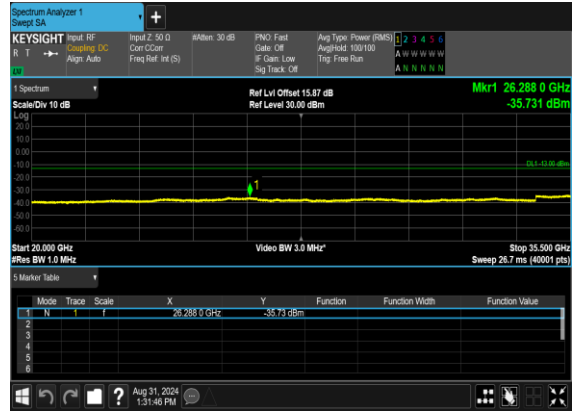 Spectrum Analyzer 1
Swept SA
+
KEYSIGHT
R T
Input: RF
Coupling: DC
Align: Auto
Input Z: 50 Ω
Corr CCorr
Freq Ref: Int (S)
#Atten: 30 dB
PNO: Fast
Gate: Off
IF Gain: Low
Sig Track: Off
Avg Type: Power (RMS)
Avg|Hold: 100/100
Trig: Free Run
1 2 3 4 5 6
A W W W W W
A N N N N N
1 Spectrum
Scale/Div 10 dB
Ref Lvl Offset 15.87 dB
Ref Level 30.00 dBm
Mkr1 26.288 0 GHz
-35.731 dBm
Log
20.0
10.0
0.00
-10.0
-20.0
-30.0
-40.0
-50.0
-60.0
DL1 -13.00 dBm
1
Start 20.000 GHz
#Res BW 1.0 MHz
Video BW 3.0 MHz*
Stop 35.500 GHz
Sweep 26.7 ms (40001 pts)
5 Marker Table
Mode Trace Scale X Y Function Function Width Function Value
1 N 1 f 26.288 0 GHz -35.73 dBm
2
3
4
5
6
?
Aug 31, 2024
1:31:46 PM